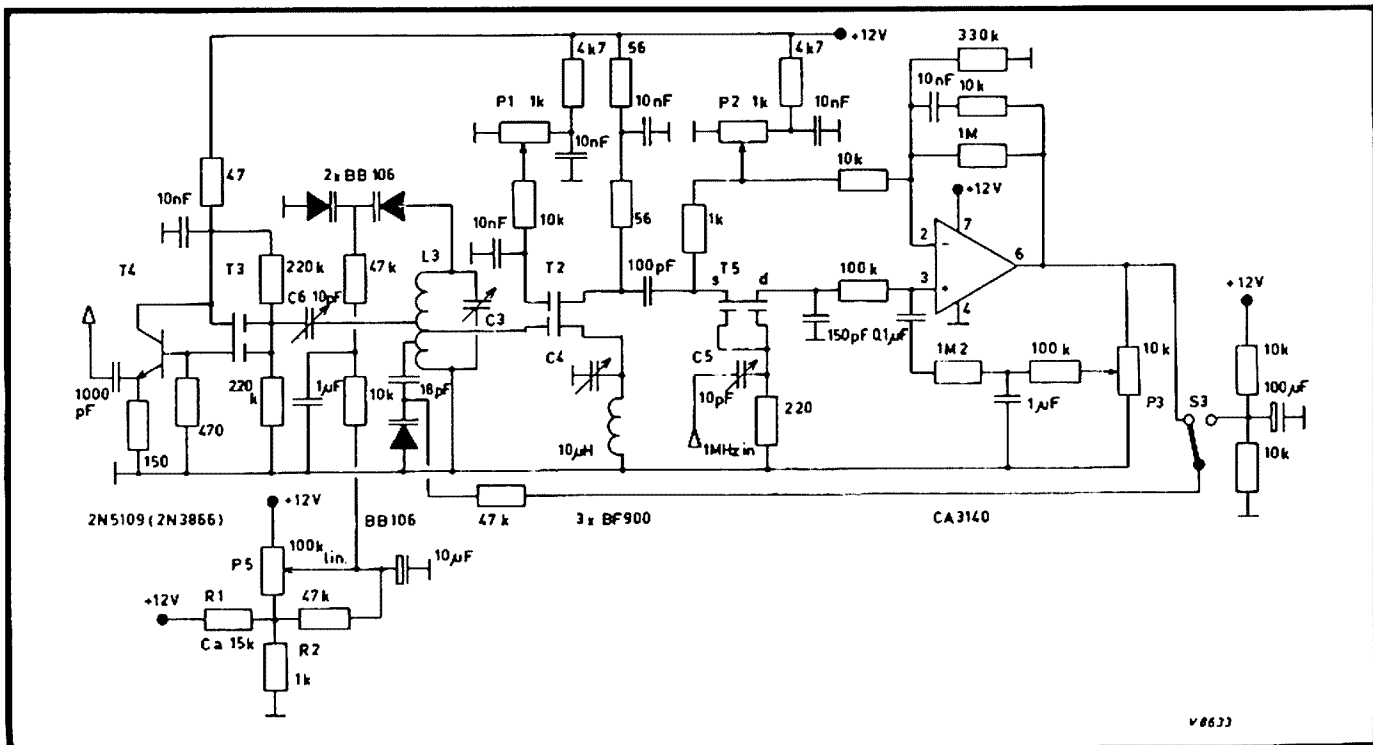 +12V
4k7
56
4k7
330k
10nF
10k
P1 1k
10nF
P2 1k
10nF
1M
10nF
47
2xBB106
10k
+12V
10nF
10k
56
7
10nF
L3
2
-
T4
T3
47k
1k
6
220k
T2
100pF
T5
100k
3
+
C6
10pF
s
d
4
+12V
C3
150pF
0,1µF
C4
C5
1M2
100k
10k
10k
1000
pF
220
k
1µF
10k
18pF
10pF
220
1µF
P3
S3
100µF
470
10k
150
10µH
1MHz in
+12V
2N5109 (2N3866)
BB106
47k
3x BF900
CA3140
100k
lin.
10µF
P5
+12V
R1
47k
Ca 15k
R2
1k
V8633